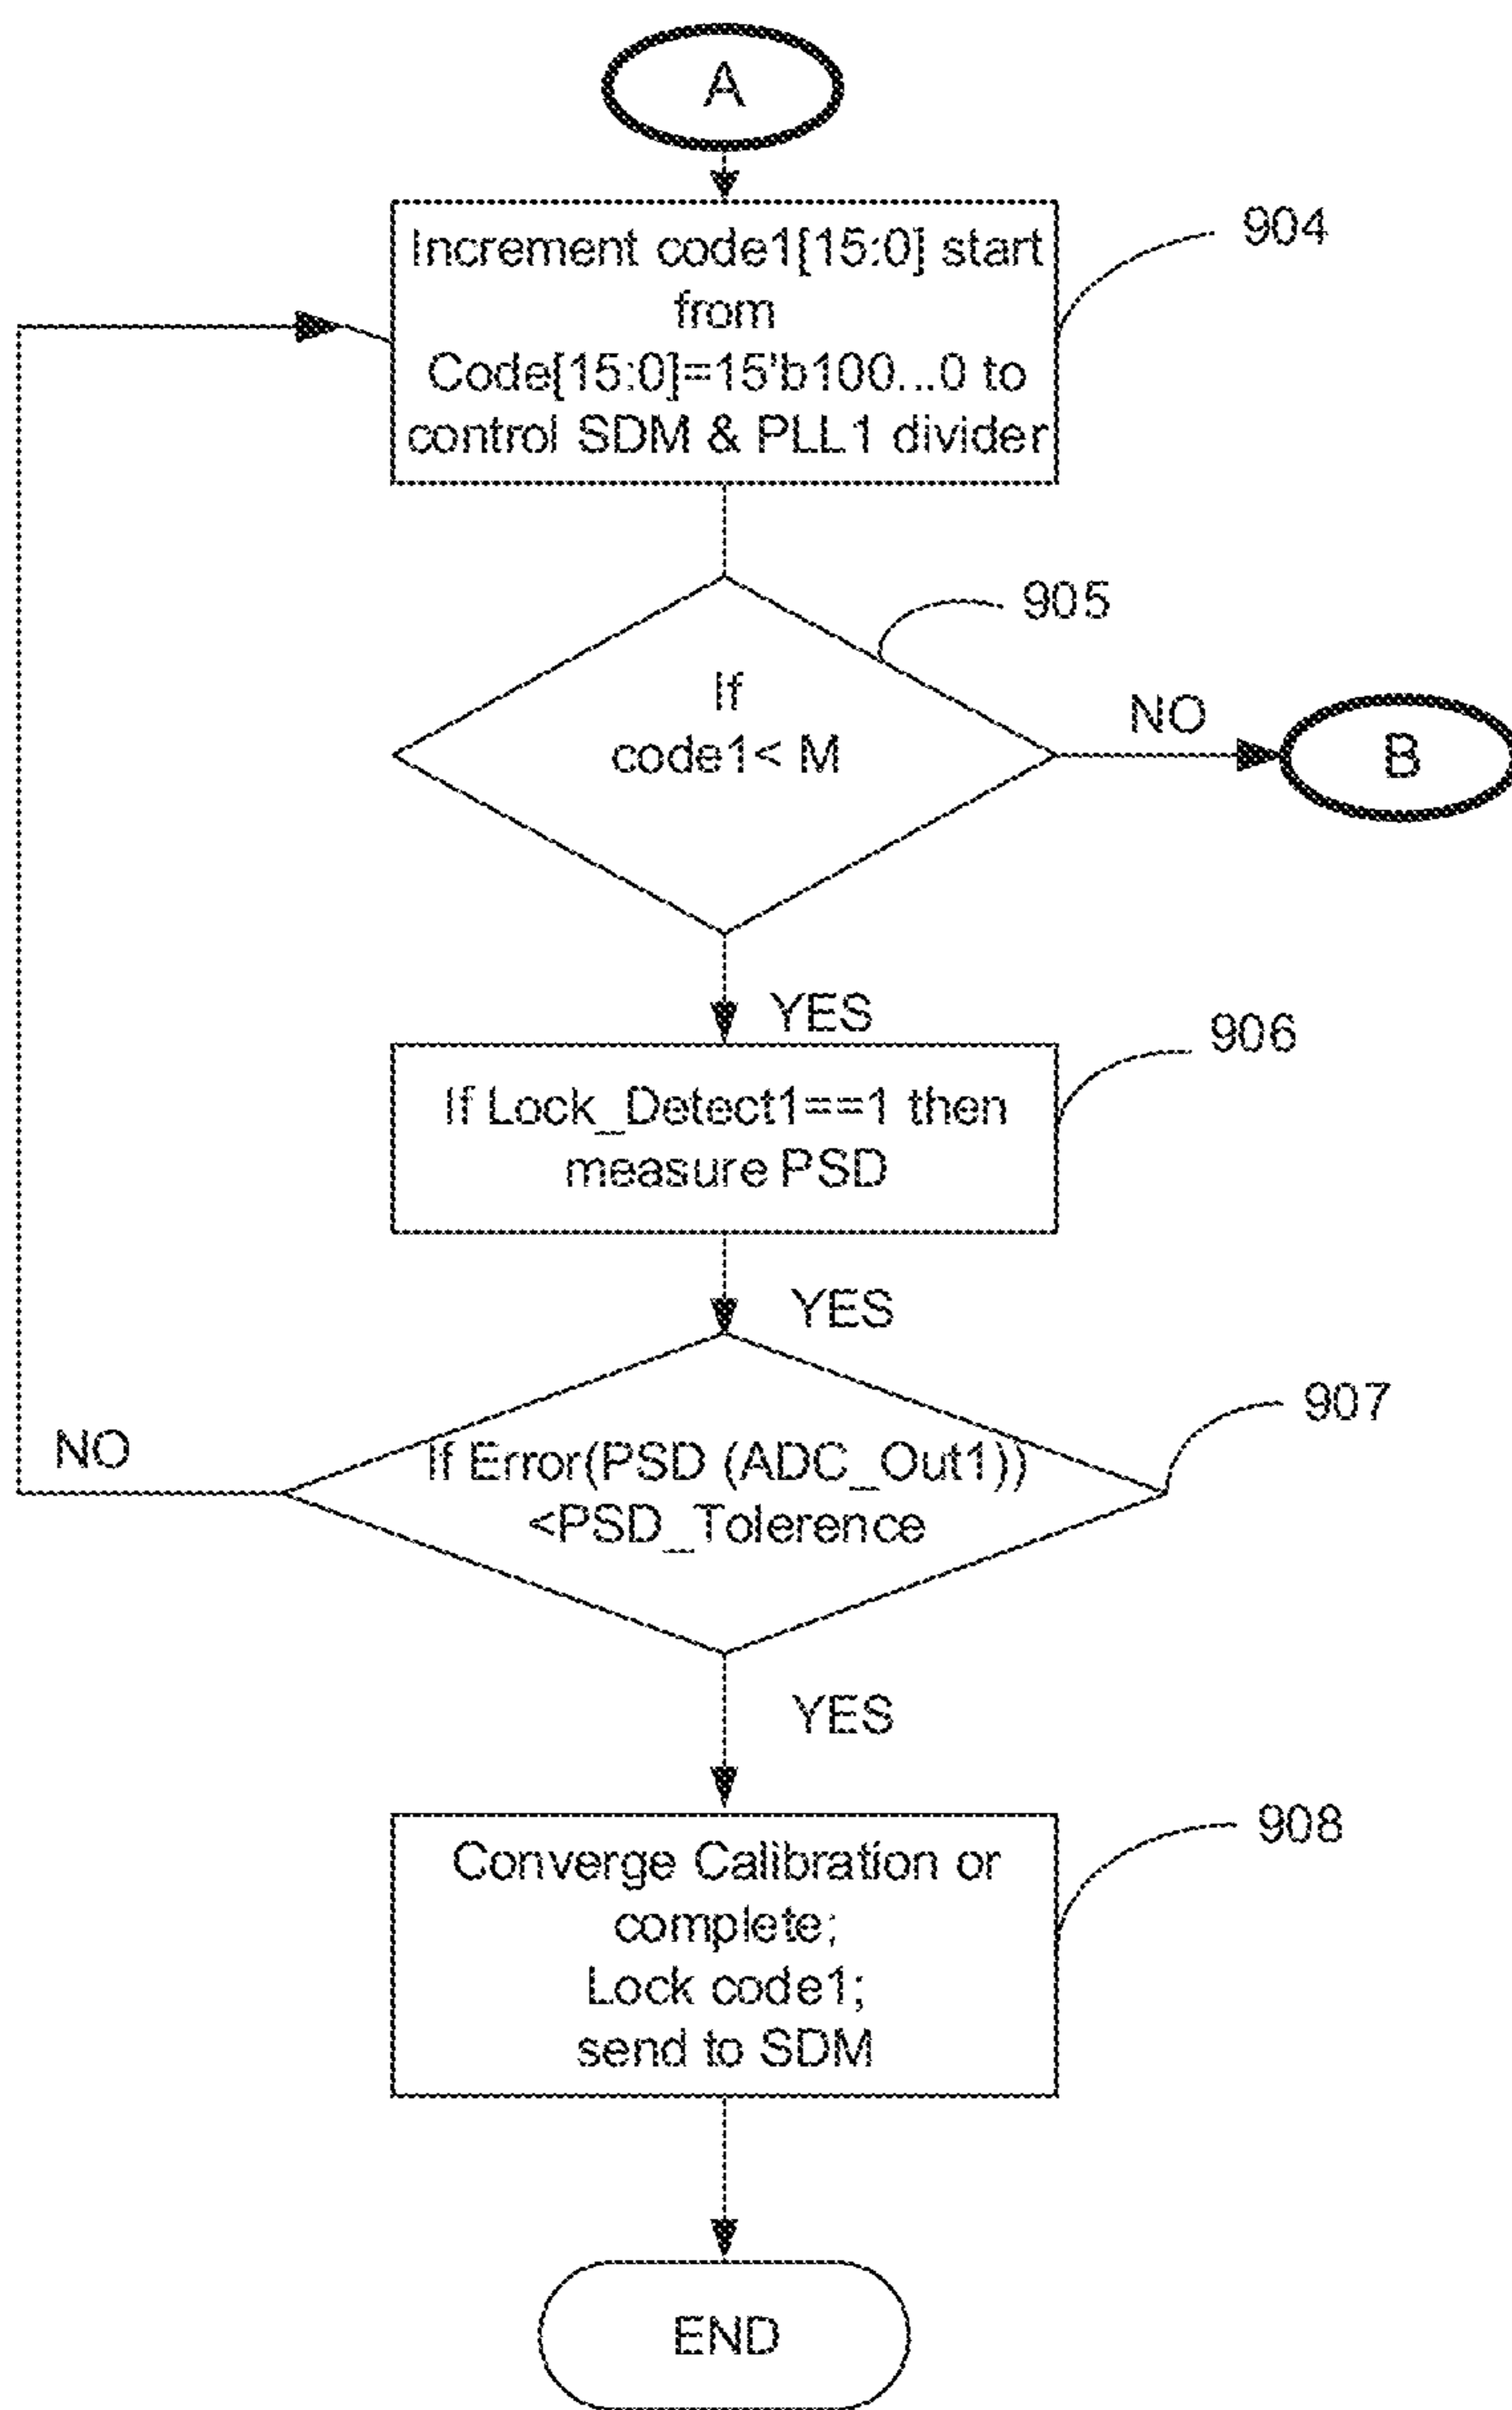 A
Increment code1[15:0] start
from
Code[15:0]=15'b100...0 to
control SDM & PLL1 divider
904
If
code1< M
905
NO
B
YES
If Lock_Detect1==1 then
measure PSD
906
YES
If Error(PSD (ADC_Out1))
<PSD_Tolerence
907
NO
YES
Converge Calibration or
complete;
Lock code1;
send to SDM
908
END